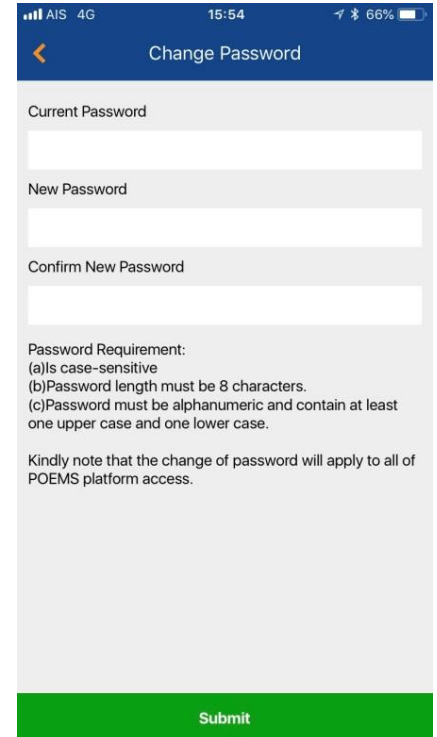 AIS 4G 15:54 66%
Change Password
Current Password
New Password
Confirm New Password
Password Requirement:
(a)Is case-sensitive
(b)Password length must be 8 characters.
(c)Password must be alphanumeric and contain at least
one upper case and one lower case.
Kindly note that the change of password will apply to all of
POEMS platform access.
Submit